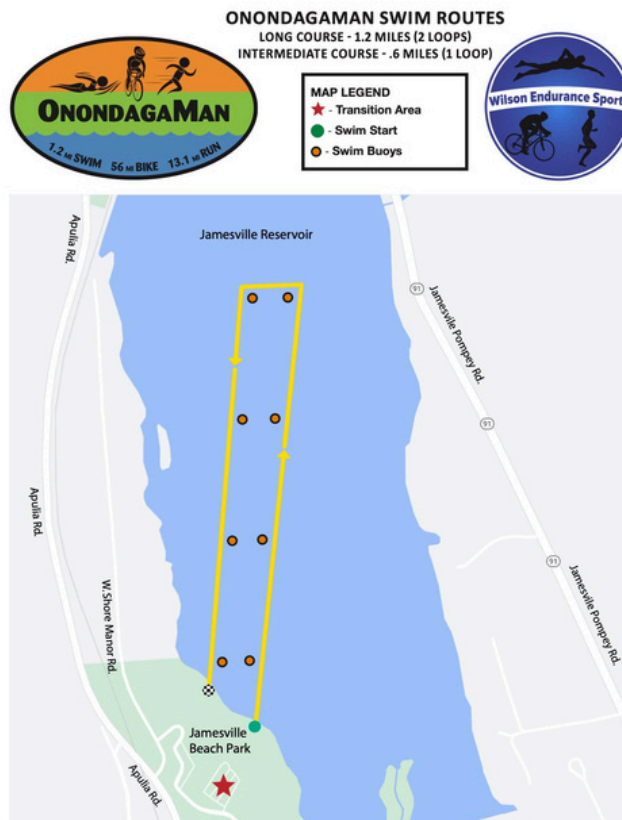 ONONDAGAMAN SWIM ROUTES
LONG COURSE - 1.2 MILES (2 LOOPS)
INTERMEDIATE COURSE - .6 MILES (1 LOOP)
ONONDAGAMAN
1.2 MI SWIM 56 MI BIKE 13.1 MI RUN
MAP LEGEND
- Transition Area
- Swim Start
- Swim Buoys
Wilson Endurance Sport
Jamesville Reservoir
Apulia Rd.
91
Jamesvile Pompey Rd.
91
Apulia Rd.
W. Shore Manor Rd.
91
Jamesvile Pompey Rd.
Jamesville
Beach Park
Apulia Rd.